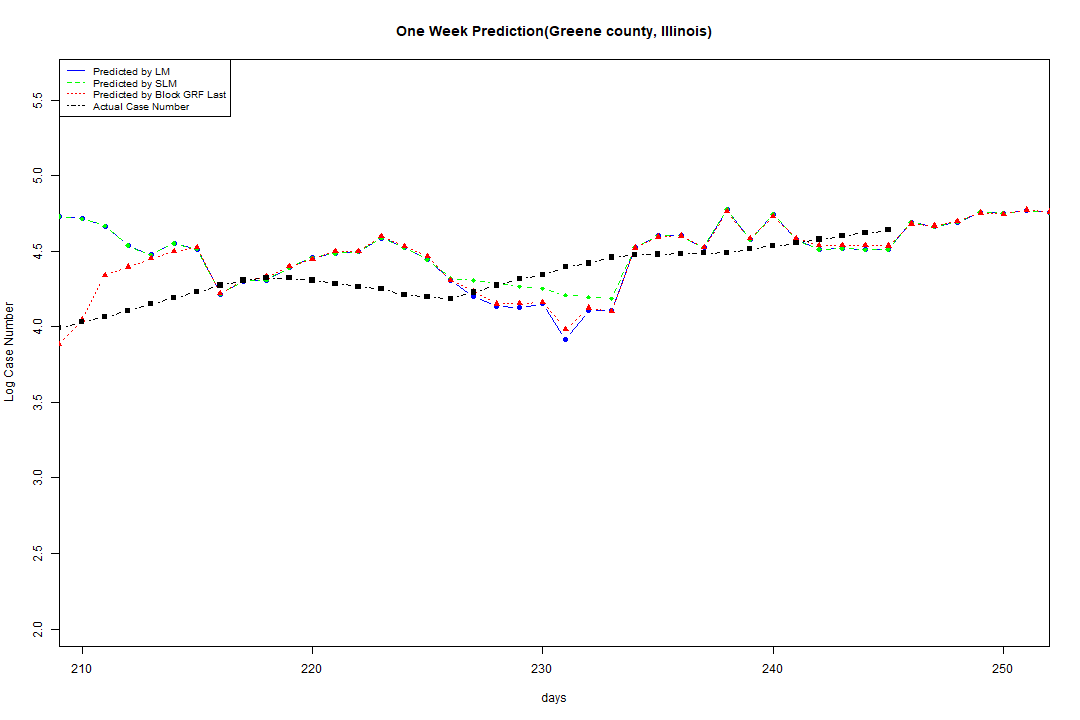 One Week Prediction(Greene county, Illinois)
Predicted by LM
Predicted by SLM
Predicted by Block GRF Last
Actual Case Number
5.5
5.0
4.5
4.0
3.5
3.0
2.5
2.0
Log Case Number
210 220 230 240 250
days